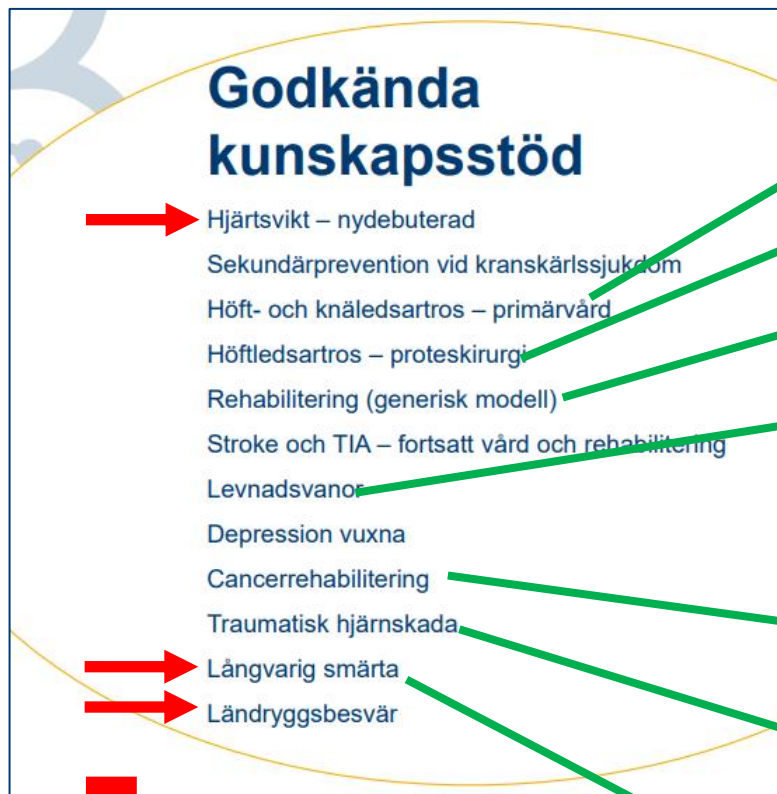 Godkända
kunskapsstöd
Hjärtsvikt – nydebuterad
Sekundärprevention vid kranskärlssjukdom
Höft- och knäledsartros – primärvård
Höftledsartros – proteskirurgi
Rehabilitering (generisk modell)
Stroke och TIA – fortsatt vård och rehabilitering
Levnadsvanor
Depression vuxna
Cancerrehabilitering
Traumatisk hjärnskada
Långvarig smärta
Ländryggsbesvär